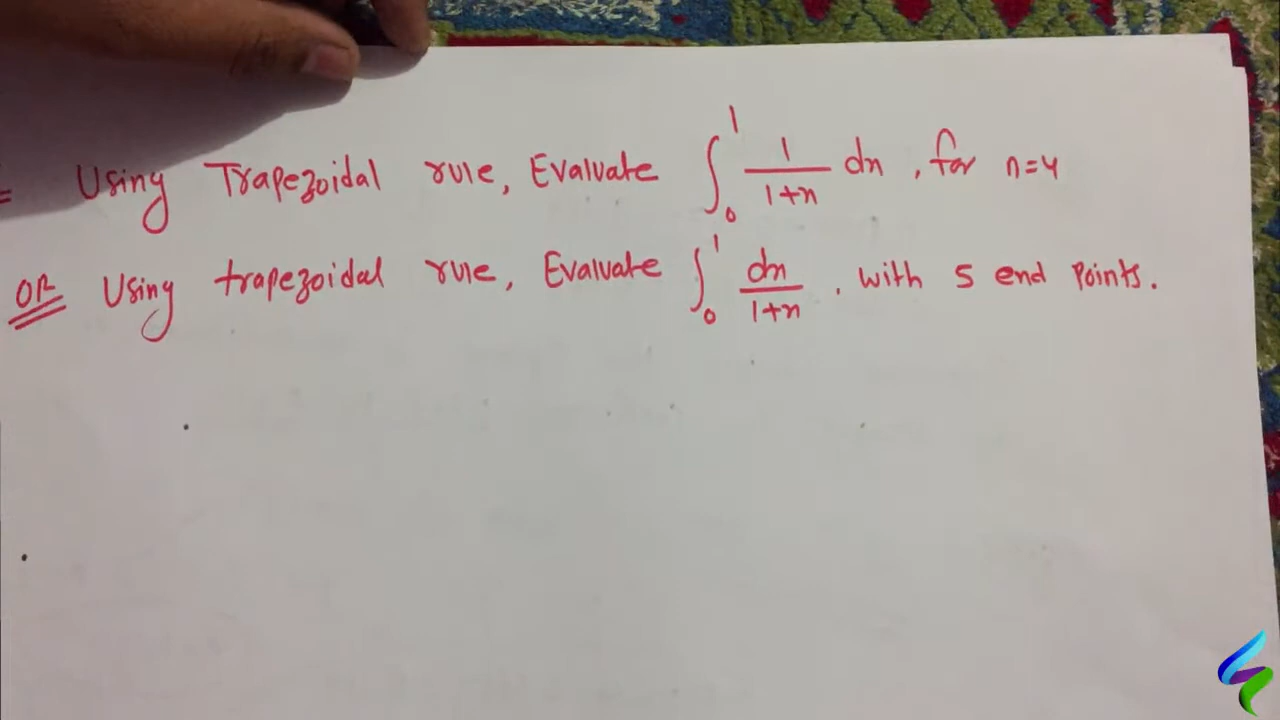 Using Trapezoidal rule, Evaluate ∫₀¹ 1/(1+x) dx, for n=4
OR Using trapezoidal rule, Evaluate ∫₀¹ dx/(1+x), with 5 end points.